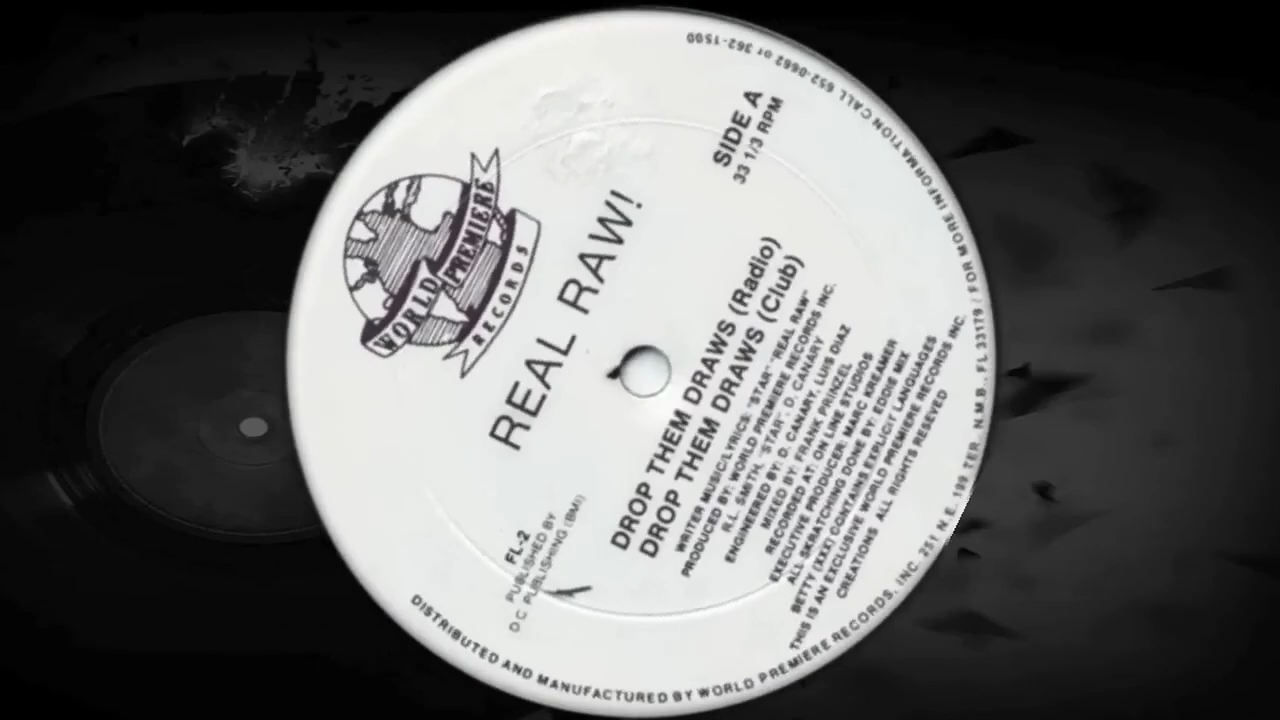 WORLD PREMIERE
RECORDS
REAL RAW!
SIDE A
33 1/3 RPM
FL-2
PUBLISHED BY
D.C. PUBLISHING (BMI)
DROP THEM DRAWS (Radio)
DROP THEM DRAWS (Club)
WRITER MUSIC/LYRICS: "STAR" "REAL RAW"
PRODUCED BY: WORLD PREMIERE RECORDS INC.
R.L. SMITH, "STAR" - D. CANARY
ENGINEERED BY: D. CANARY, LUIS DIAZ
MIXED BY: FRANK PRINZEL
RECORDED AT: ON LINE STUDIOS
EXECUTIVE PRODUCER: MARC KREAMER
ALL SKRATCHING DONE BY: EDDIE MIX
BETTY (XXX) CONTAINS EXPLICIT LANGUAGES
THIS IS AN EXCLUSIVE WORLD PREMIERE RECORDS INC.
CREATIONS ALL RIGHTS RESEVED
DISTRIBUTED AND MANUFACTURED BY WORLD PREMIERE RECORDS, INC. 251 N.E. 199 TER. N.M.B., FL 33179 / FOR MORE INFORMATION CALL 652-0662 or 362-1500